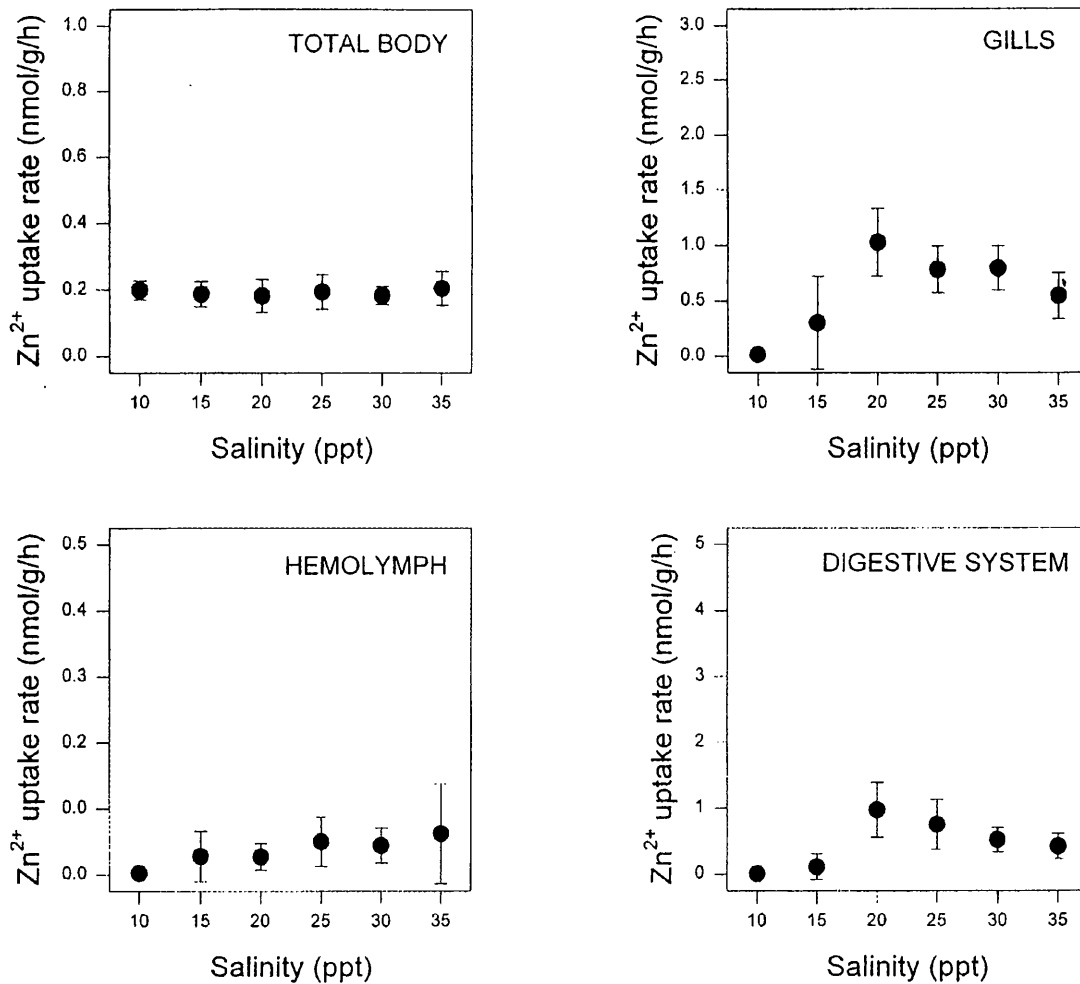 TOTAL BODY
Zn²⁺ uptake rate (nmol/g/h)
1.0
0.8
0.6
0.4
0.2
0.0
10 15 20 25 30 35
Salinity (ppt)
GILLS
Zn²⁺ uptake rate (nmol/g/h)
3.0
2.5
2.0
1.5
1.0
0.5
0.0
10 15 20 25 30 35
Salinity (ppt)
HEMOLYMPH
Zn²⁺ uptake rate (nmol/g/h)
0.5
0.4
0.3
0.2
0.0
0.0
10 15 20 25 30 35
Salinity (ppt)
DIGESTIVE SYSTEM
Zn²⁺ uptake rate (nmol/g/h)
5
4
3
2
1
0
10 15 20 25 30 35
Salinity (ppt)